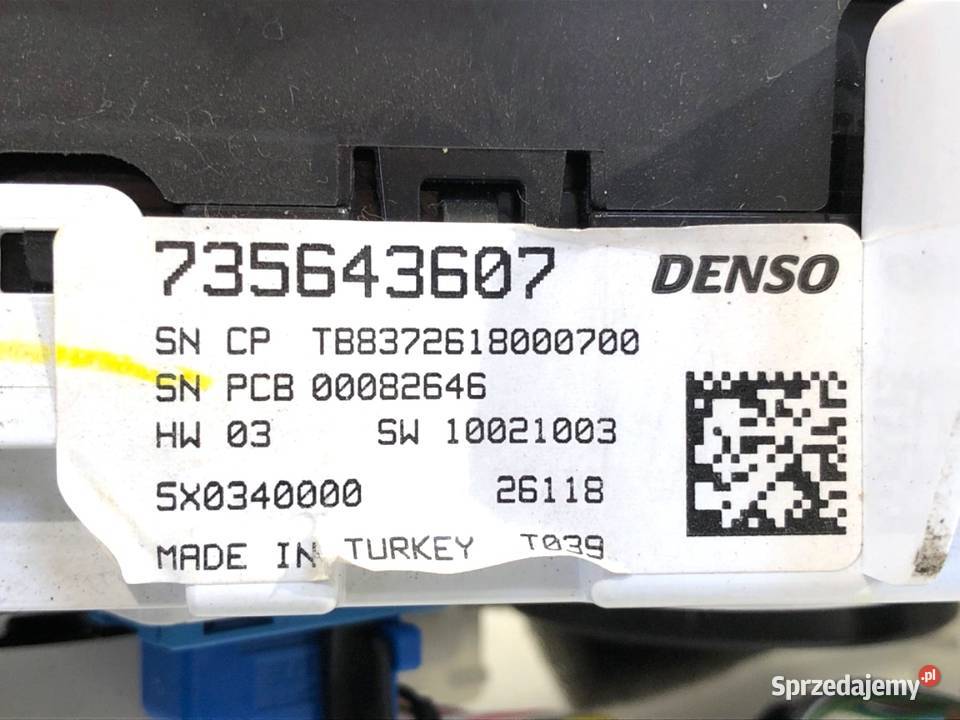 735643607 DENSO
SN CP TB8372618000700
SN PCB 00082646
HW 03 SW 10021003
5X0340000 26118
MADE IN TURKEY T039
Sprzedajemy.pl